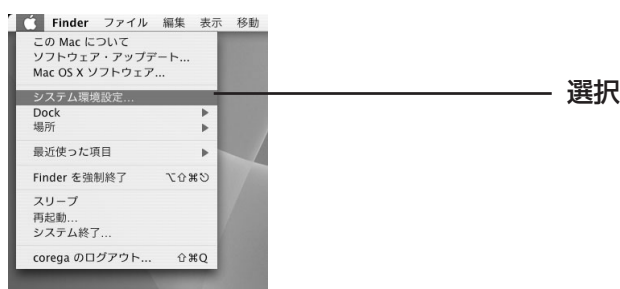 Finder ファイル 編集 表示 移動
この Mac について
ソフトウェア・アップデート...
Mac OS X ソフトウェア...
システム環境設定...
選択
Dock
場所
最近使った項目
Finder を強制終了 ⌥⇧⌘⎋
スリープ
再起動...
システム終了...
corega のログアウト... ⇧⌘Q